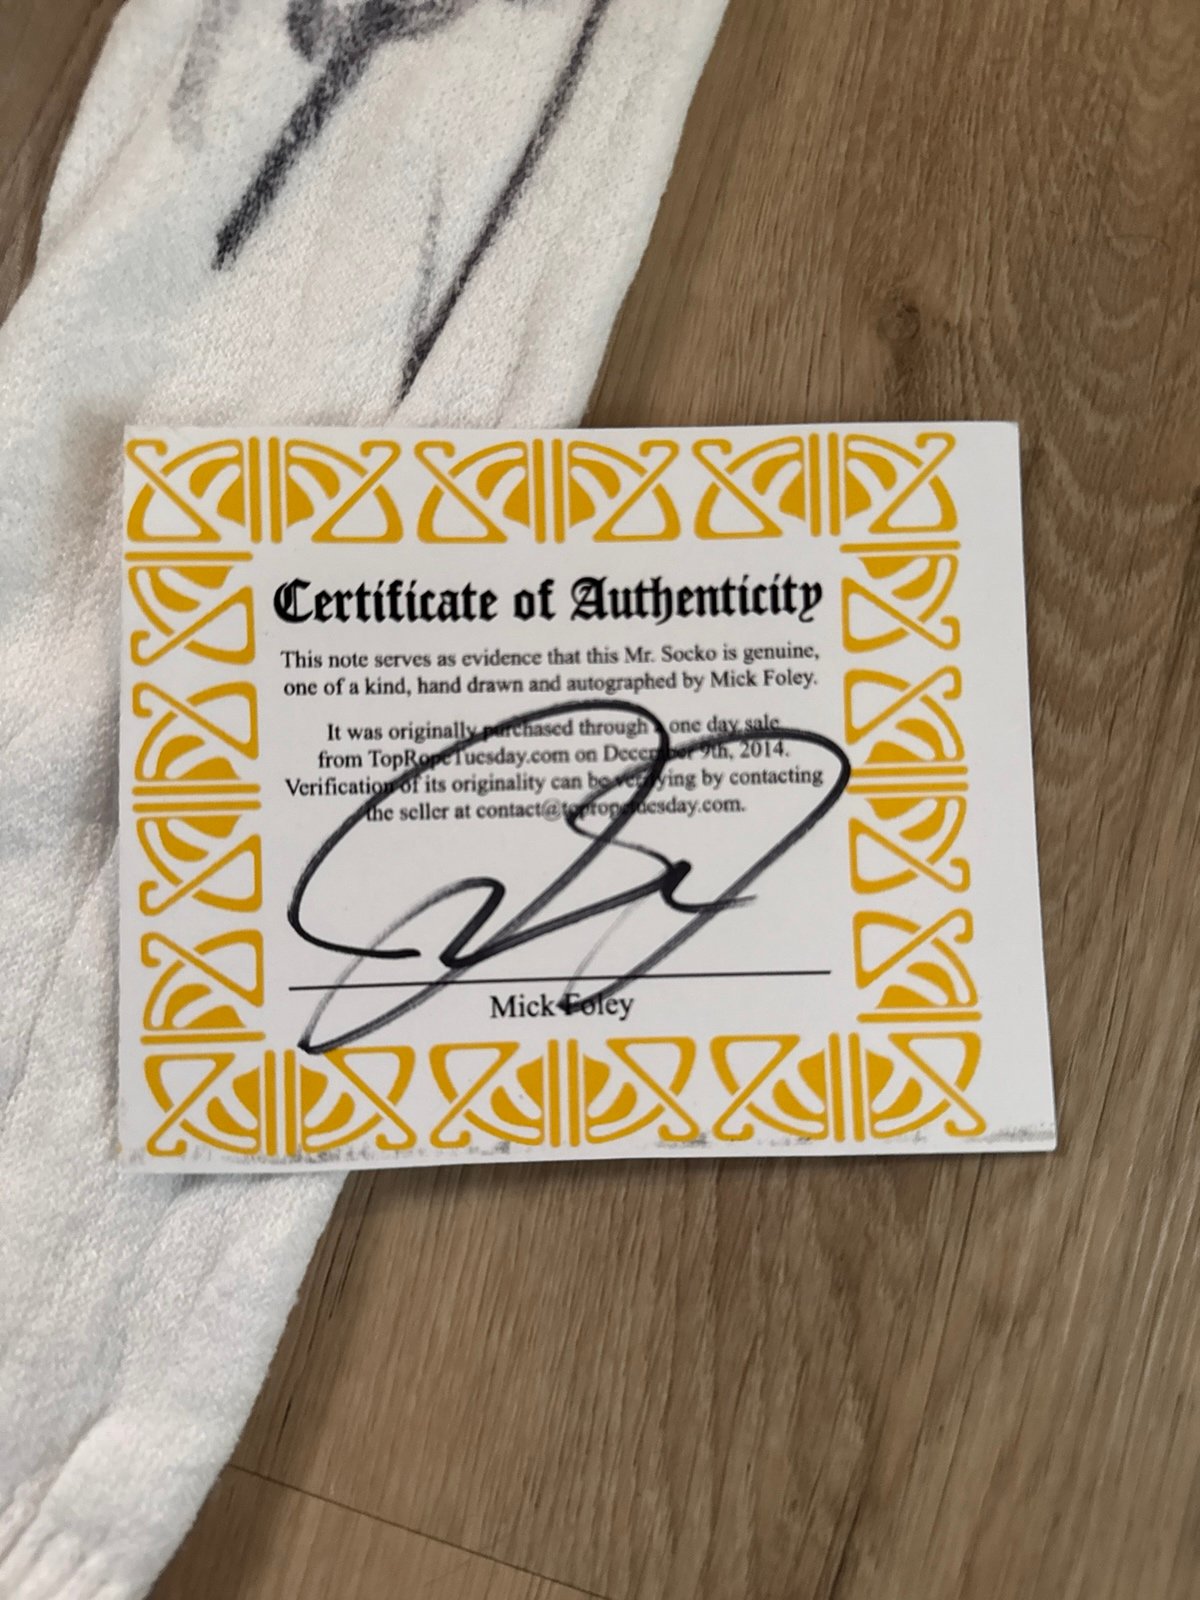 Certificate of Authenticity
This note serves as evidence that this Mr. Socko is genuine,
one of a kind, hand drawn and autographed by Mick Foley.
It was originally purchased through a one day sale
from TopRopeTuesday.com on December 9th, 2014.
Verification of its originality can be verifying by contacting
the seller at contact@topropetuesday.com.
Mick Foley